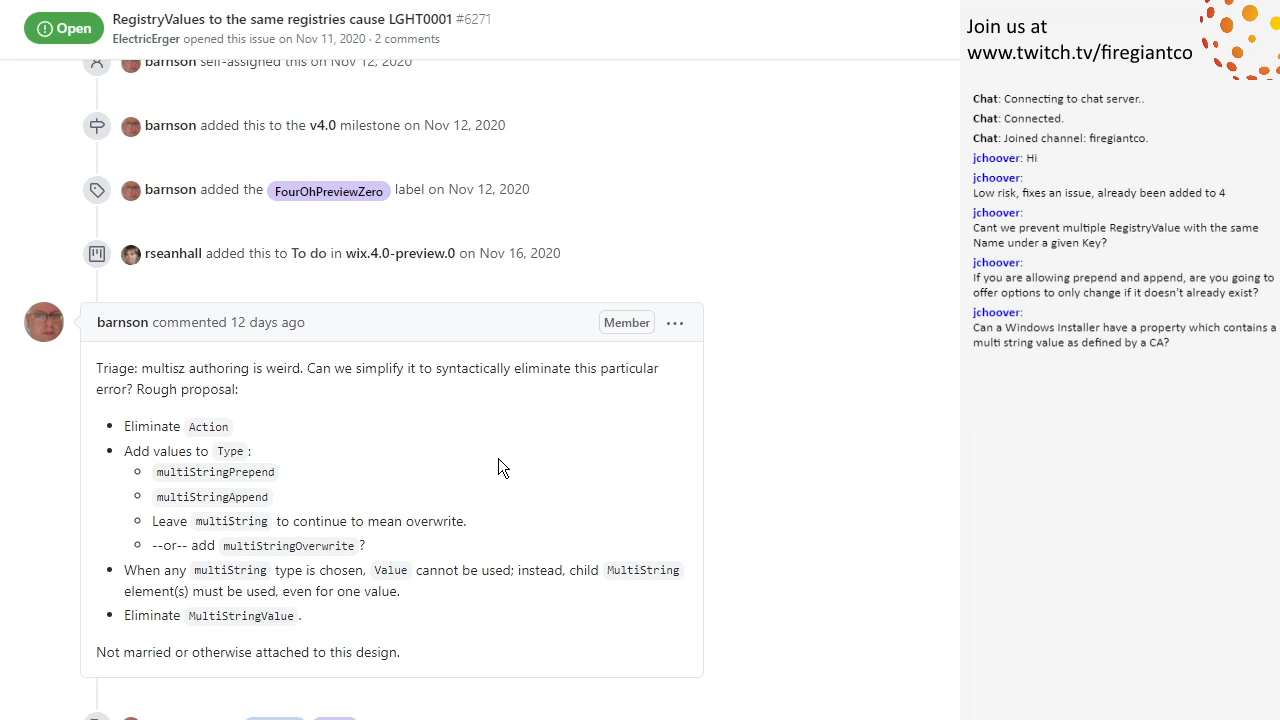 Open
RegistryValues to the same registries cause LGHT0001 #6271
ElectricErger opened this issue on Nov 11, 2020 · 2 comments
barnson self-assigned this on Nov 12, 2020
barnson added this to the v4.0 milestone on Nov 12, 2020
barnson added the FourOhPreviewZero label on Nov 12, 2020
rseanhall added this to To do in wix.4.0-preview.0 on Nov 16, 2020
barnson commented 12 days ago
Member
Triage: multisz authoring is weird. Can we simplify it to syntactically eliminate this particular
error? Rough proposal:
• Eliminate Action
• Add values to Type:
multiStringPrepend
multiStringAppend
Leave multiString to continue to mean overwrite.
--or-- add multiStringOverwrite?
• When any multiString type is chosen, Value cannot be used; instead, child MultiString
element(s) must be used, even for one value.
• Eliminate MultiStringValue.
Not married or otherwise attached to this design.
Join us at
www.twitch.tv/firegiantco
Chat: Connecting to chat server..
Chat: Connected.
Chat: Joined channel: firegiantco.
jchoover: Hi
jchoover:
Low risk, fixes an issue, already been added to 4
jchoover:
Cant we prevent multiple RegistryValue with the same
Name under a given Key?
jchoover:
If you are allowing prepend and append, are you going to
offer options to only change if it doesn't already exist?
jchoover:
Can a Windows Installer have a property which contains a
multi string value as defined by a CA?